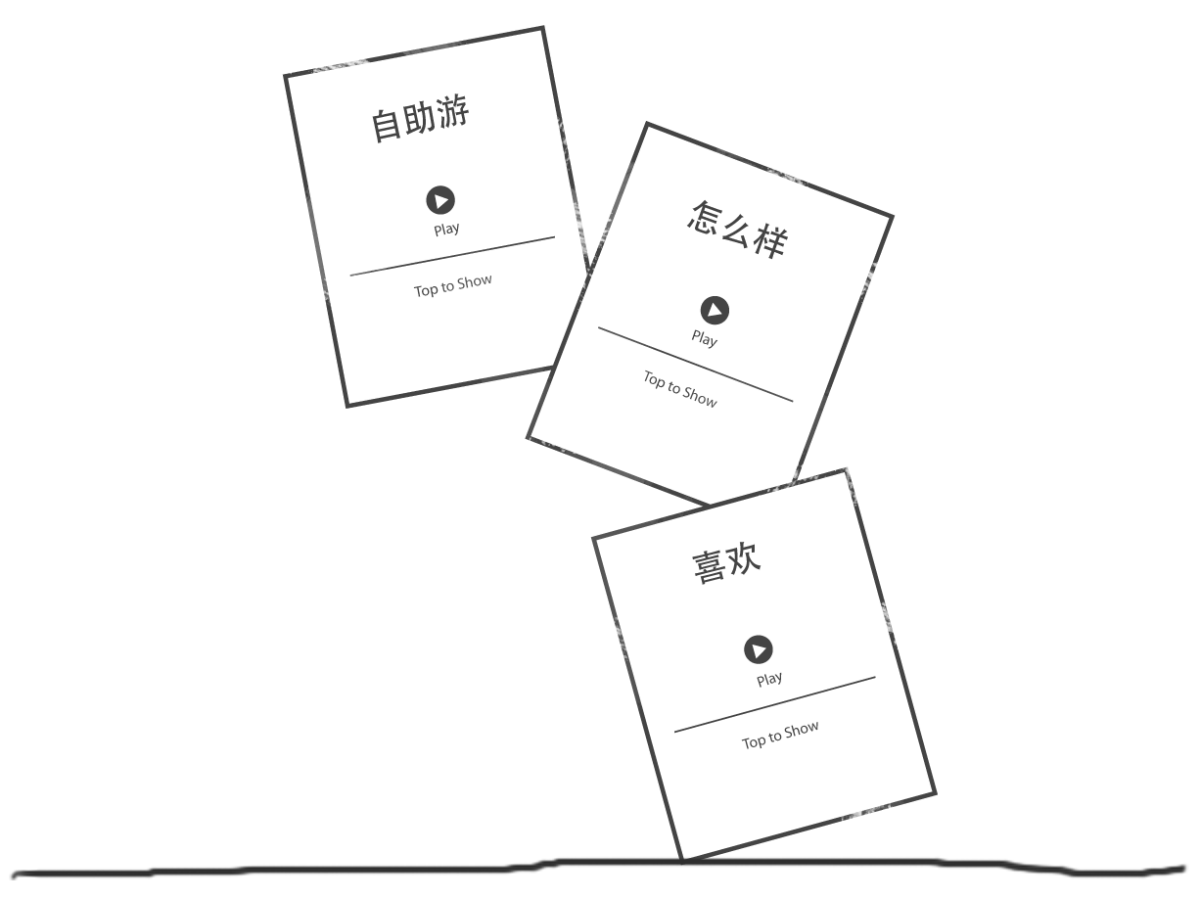 自助游
Play
Top to Show
怎么样
Play
Top to Show
喜欢
Play
Top to Show